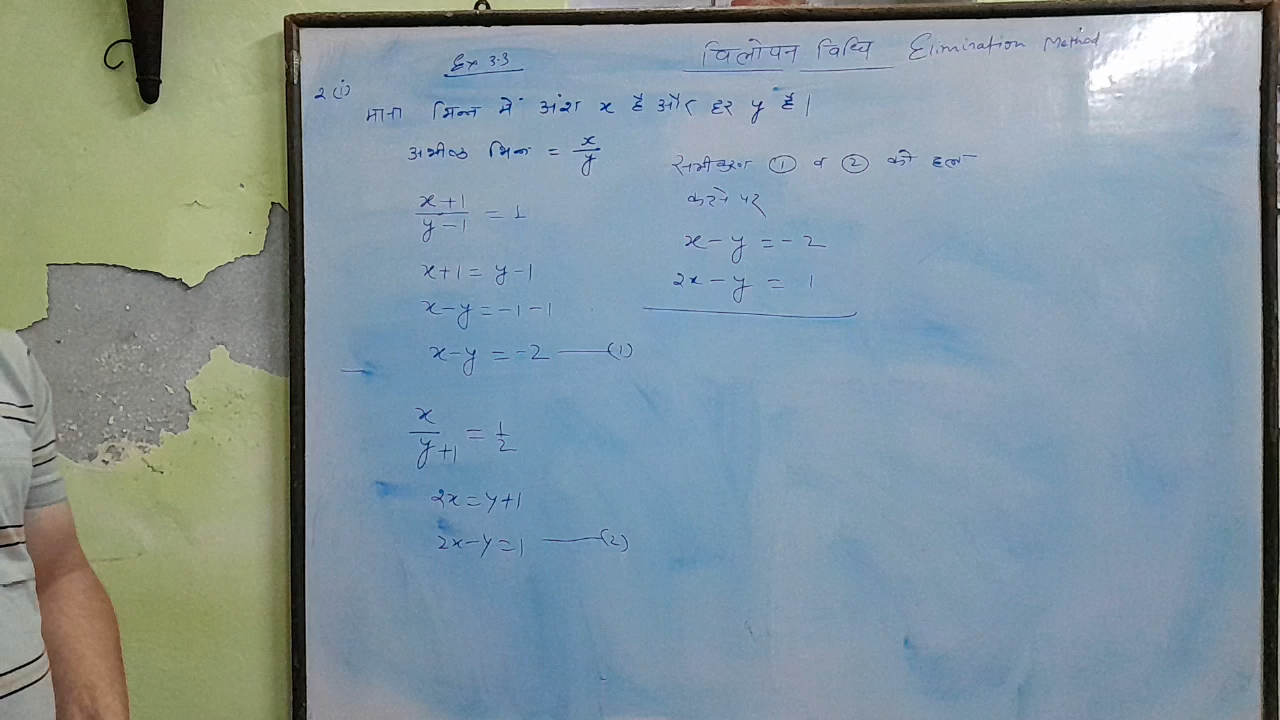 Ex 3.3
विलोपन विधि Elimination Method
2 (i)
माना भिन्न में अंश x है और हर y है।
अभीष्ट भिन्न = x/y
(x+1)/(y-1) = 1
x+1 = y-1
x-y = -1-1
x-y = -2 —(1)
x/(y+1) = 1/2
2x = y+1
2x-y = 1 —(2)
समीकरण ① व ② को हल
करने पर
x-y = -2
2x-y = 1